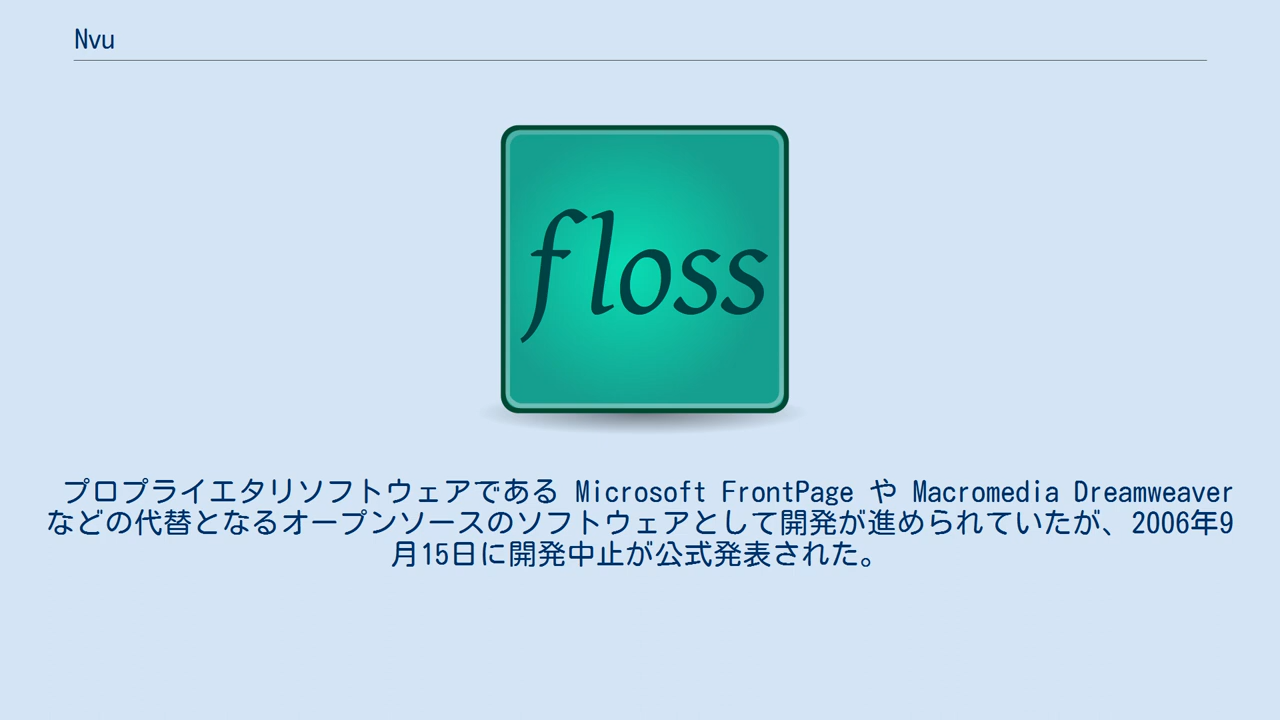 Nvu
floss
プロプライエタリソフトウェアである Microsoft FrontPage や Macromedia Dreamweaver
などの代替となるオープンソースのソフトウェアとして開発が進められていたが、2006年9
月15日に開発中止が公式発表された。